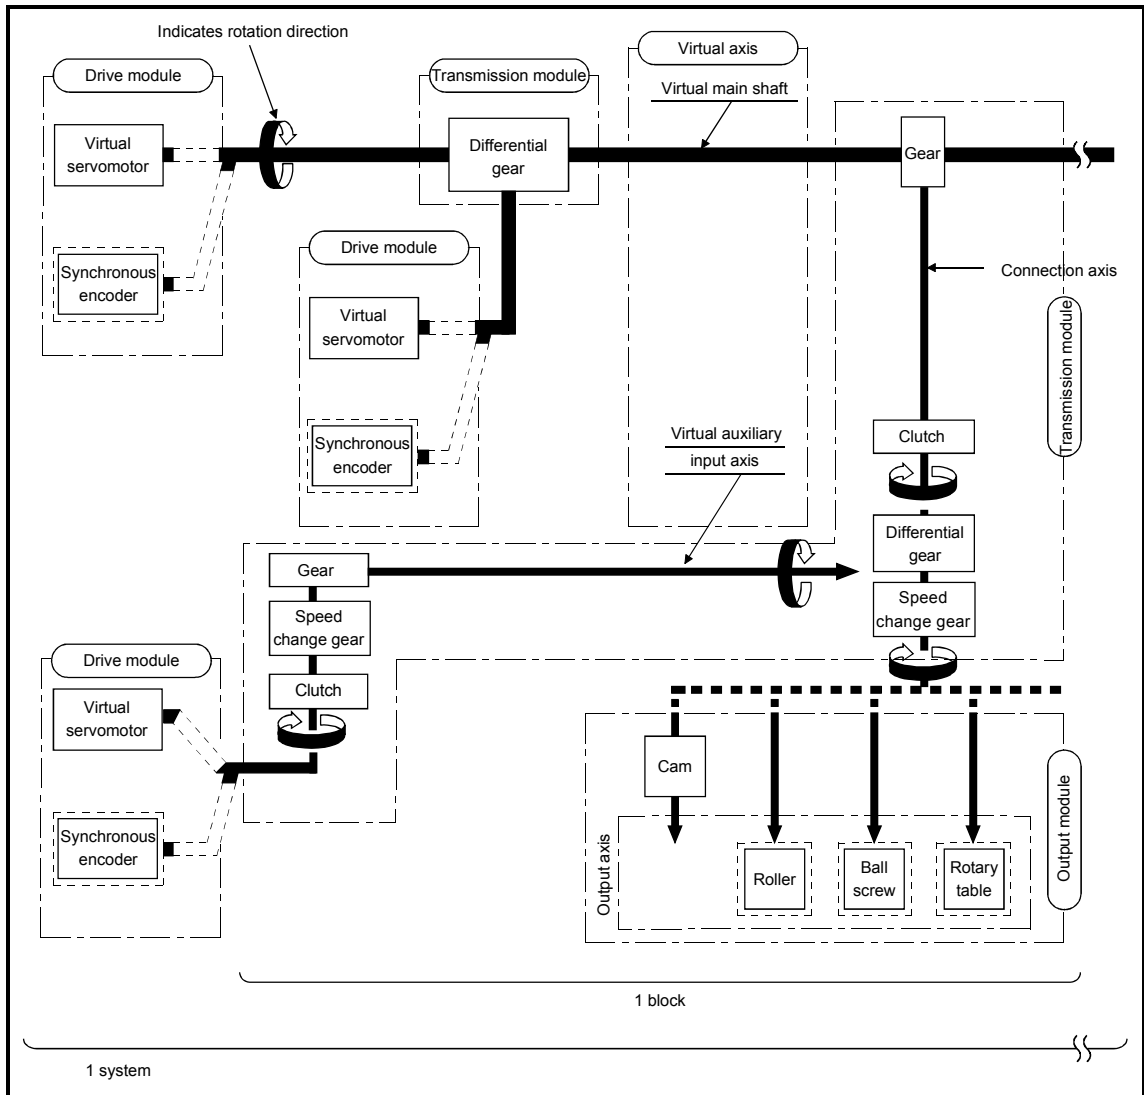 Indicates rotation direction
Virtual axis
Drive module
Transmission module
Virtual main shaft
Virtual
servomotor
Differential
gear
Gear
Drive module
Synchronous
encoder
Connection axis
Virtual
servomotor
Transmission module
Virtual auxiliary
input axis
Clutch
Synchronous
encoder
Differential
gear
Gear
Speed
change gear
Speed
change gear
Drive module
Clutch
Virtual
servomotor
Cam
Output module
Synchronous
encoder
Output axis
Roller
Ball
screw
Rotary
table
1 block
1 system